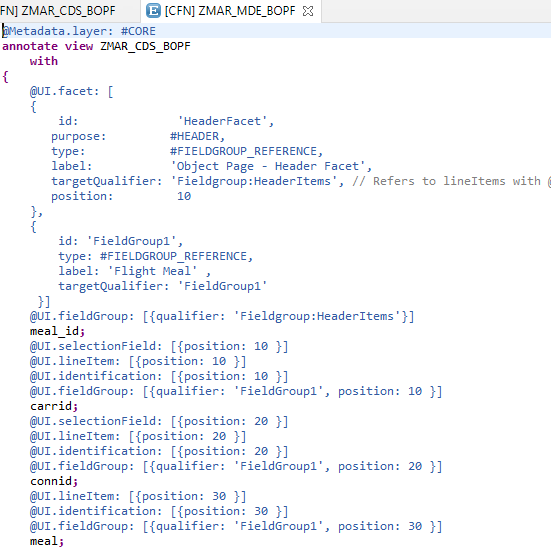 FN] ZMAR_CDS_BOPF
E [CFN] ZMAR_MDE_BOPF
@Metadata.layer: #CORE
annotate view ZMAR_CDS_BOPF
with
{
@UI.facet: [
{
id: 'HeaderFacet',
purpose: #HEADER,
type: #FIELDGROUP_REFERENCE,
label: 'Object Page - Header Facet',
targetQualifier: 'Fieldgroup:HeaderItems', // Refers to lineItems with @
position: 10
},
{
id: 'FieldGroup1',
type: #FIELDGROUP_REFERENCE,
label: 'Flight Meal' ,
targetQualifier: 'FieldGroup1'
}]
@UI.fieldGroup: [{qualifier: 'Fieldgroup:HeaderItems'}]
meal_id;
@UI.selectionField: [{position: 10 }]
@UI.lineItem: [{position: 10 }]
@UI.identification: [{position: 10 }]
@UI.fieldGroup: [{qualifier: 'FieldGroup1', position: 10 }]
carrid;
@UI.selectionField: [{position: 20 }]
@UI.lineItem: [{position: 20 }]
@UI.identification: [{position: 20 }]
@UI.fieldGroup: [{qualifier: 'FieldGroup1', position: 20 }]
connid;
@UI.lineItem: [{position: 30 }]
@UI.identification: [{position: 30 }]
@UI.fieldGroup: [{qualifier: 'FieldGroup1', position: 30 }]
meal;